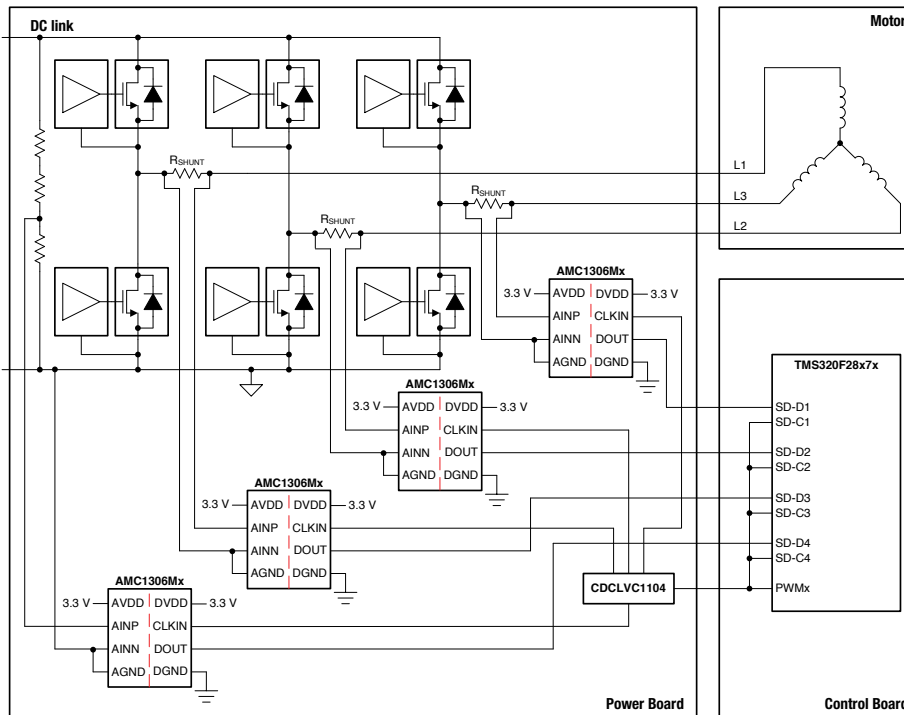 DC link
Motor
RSHUNT
L1
RSHUNT
L3
RSHUNT
L2
AMC1306Mx
3.3 V
AVDD
DVDD
3.3 V
AINP
CLKIN
AINN
DOUT
AGND
DGND
AMC1306Mx
3.3 V
AVDD
DVDD
3.3 V
AINP
CLKIN
AINN
DOUT
AGND
DGND
AMC1306Mx
3.3 V
AVDD
DVDD
3.3 V
AINP
CLKIN
AINN
DOUT
AGND
DGND
AMC1306Mx
3.3 V
AVDD
DVDD
3.3 V
AINP
CLKIN
AINN
DOUT
AGND
DGND
CDCLVC1104
TMS320F28x7x
SD-D1
SD-C1
SD-D2
SD-C2
SD-D3
SD-C3
SD-D4
SD-C4
PWMx
Power Board
Control Board